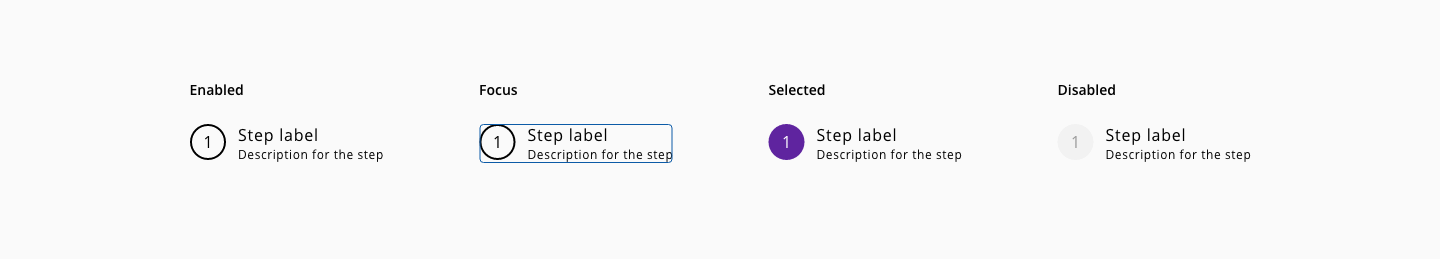 Enabled
Focus
Selected
Disabled
1
Step label
Description for the step
1
Step label
Description for the step
1
Step label
Description for the step
1
Step label
Description for the step